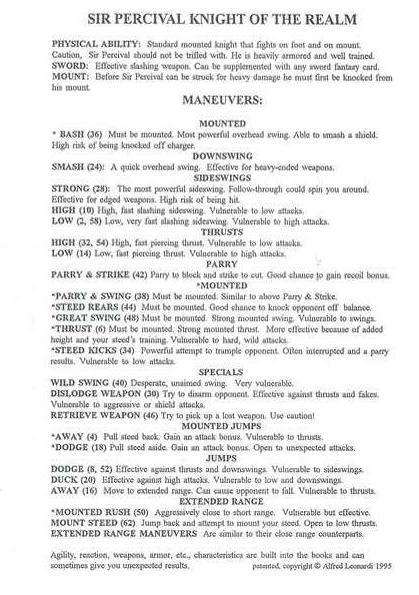 SIR PERCIVAL KNIGHT OF THE REALM
PHYSICAL ABILITY: Standard mounted knight that fights on foot and on mount.
Caution, Sir Percival should not be trifled with. He is heavily armored and well trained.
SWORD: Effective slashing weapon. Can be supplemented with any sword fantasy card.
MOUNT: Before Sir Percival can be struck for heavy damage he must first be knocked from
his mount.
MANEUVERS:
MOUNTED
* BASH (36) Must be mounted. Most powerful overhead swing. Able to smash a shield.
High risk of being knocked off charger.
DOWNSWING
SMASH (24): A quick overhead swing. Effective for heavy-ended weapons.
SIDESWINGS
STRONG (28): The most powerful sideswing. Follow-through could spin you around.
Effective for edged weapons. High risk of being hit.
HIGH (10) High, fast slashing sideswing. Vulnerable to low attacks.
LOW (2, 58) Low, very fast slashing sideswing. Vulnerable to high attacks.
THRUSTS
HIGH (32, 54) High, fast piercing thrust. Vulnerable to low attacks.
LOW (14) Low, fast piercing thrust. Vulnerable to high attacks.
PARRY
PARRY & STRIKE (42) Parry to block and strike to cut. Good chance to gain recoil bonus.
*MOUNTED
*PARRY & SWING (38) Must be mounted. Similar to above Parry & Strike.
*STEED REARS (44) Must be mounted. Good chance to knock opponent off balance.
*GREAT SWING (48) Must be mounted. Strong mounted swing. Vulnerable to swings.
*THRUST (6) Must be mounted. Strong mounted thrust. More effective because of added
height and your steed's training. Vulnerable to hard, wild attacks.
*STEED KICKS (34) Powerful attempt to trample opponent. Often interrupted and a parry
results. Vulnerable to low attacks.
SPECIALS
WILD SWING (40) Desperate, unaimed swing. Very vulnerable.
DISLODGE WEAPON (30) Try to disarm opponent. Effective against thrusts and fakes.
Vulnerable to aggressive or shield attacks.
RETRIEVE WEAPON (46) Try to pick up a lost weapon. Use caution!
MOUNTED JUMPS
*AWAY (4) Pull steed back. Gain an attack bonus. Vulnerable to thrusts.
*DODGE (18) Pull steed aside. Gain an attack bonus. Open to unexpected attacks.
JUMPS
DODGE (8, 52) Effective against thrusts and downswings. Vulnerable to sideswings.
DUCK (20) Effective against high attacks. Vulnerable to low and downswings.
AWAY (16) Move to extended range. Can cause opponent to fall. Vulnerable to thrusts.
EXTENDED RANGE
*MOUNTED RUSH (50) Aggressively close to short range. Vulnerable but effective.
MOUNT STEED (62) Jump back and attempt to mount your steed. Open to low thrusts.
EXTENDED RANGE MANEUVERS Are similar to their close range counterparts.
Agility, reaction, weapons, armor, etc., characteristics are built into the books and can
sometimes give you unexpected results. patented, copyright © Alfred Leonardi 1995